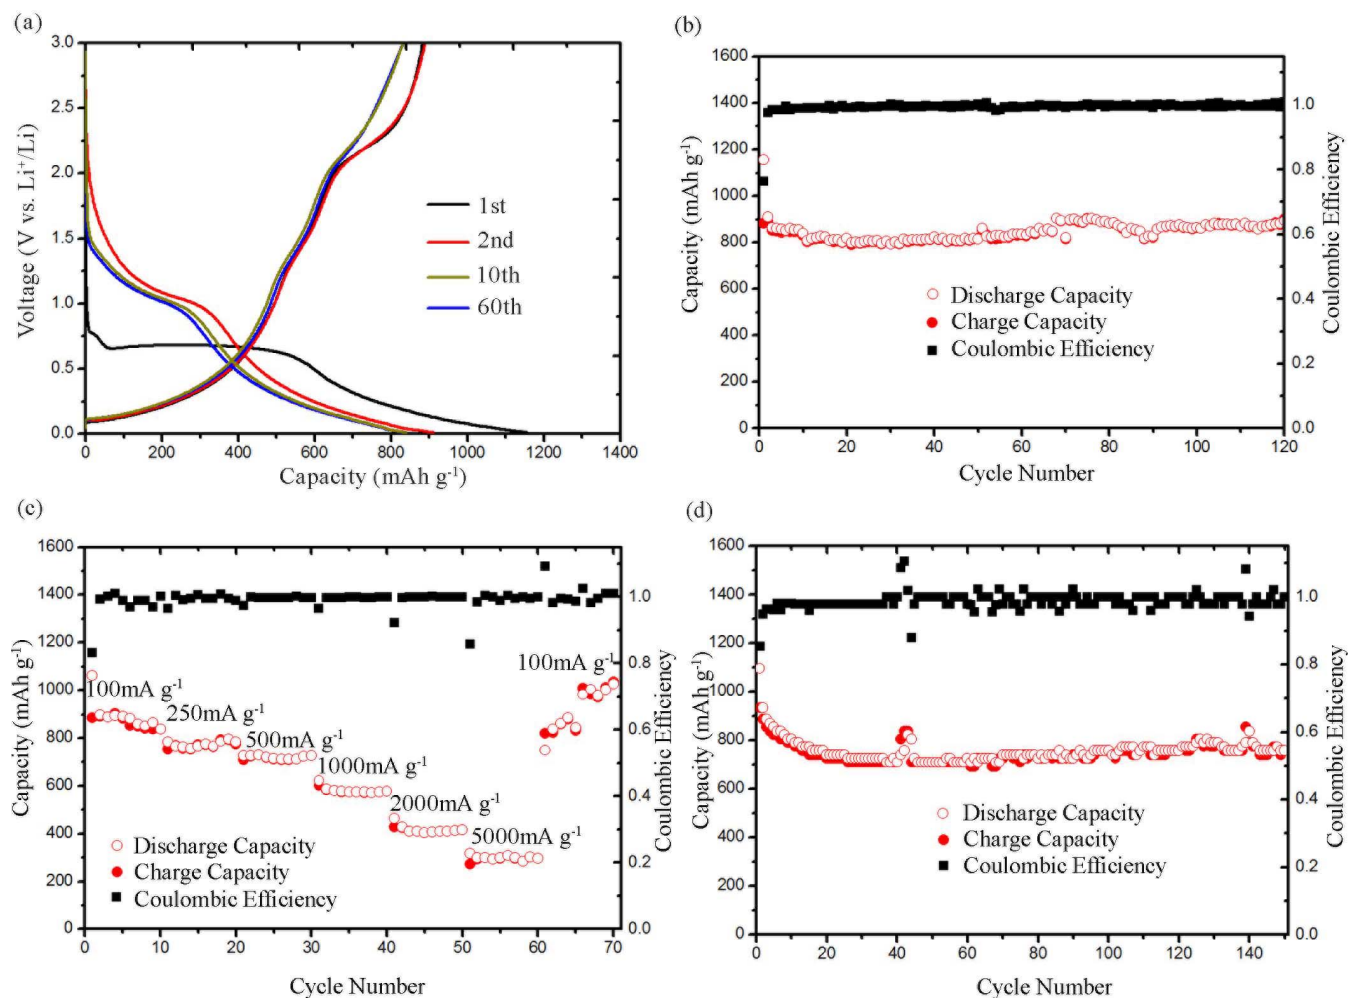 (a)
3.0
2.5
2.0
1.5
1.0
0.5
0.0
Voltage (V vs. Li⁺/Li)
1st
2nd
10th
60th
0 200 400 600 800 1000 1200 1400
Capacity (mAh g⁻¹)
(b)
1600
1400
1200
1000
800
600
400
200
0
Capacity (mAh g⁻¹)
Discharge Capacity
Charge Capacity
Coulombic Efficiency
1.0
0.8
0.6
0.4
0.2
0.0
Coulombic Efficiency
0 20 40 60 80 100 120
Cycle Number
(c)
1600
1400
1200
1000
800
600
400
200
0
Capacity (mAh g⁻¹)
100mA g⁻¹
250mA g⁻¹
500mA g⁻¹
1000mA g⁻¹
2000mA g⁻¹
5000mA g⁻¹
100mA g⁻¹
Discharge Capacity
Charge Capacity
Coulombic Efficiency
1.0
0.8
0.6
0.4
0.2
0.0
Coulombic Efficiency
0 10 20 30 40 50 60 70
Cycle Number
(d)
1600
1400
1200
1000
800
600
400
200
0
Capacity (mAh g⁻¹)
Discharge Capacity
Charge Capacity
Coulombic Efficiency
1.0
0.8
0.6
0.4
0.2
0.0
Coulombic Efficiency
0 20 40 60 80 100 120 140
Cycle Number